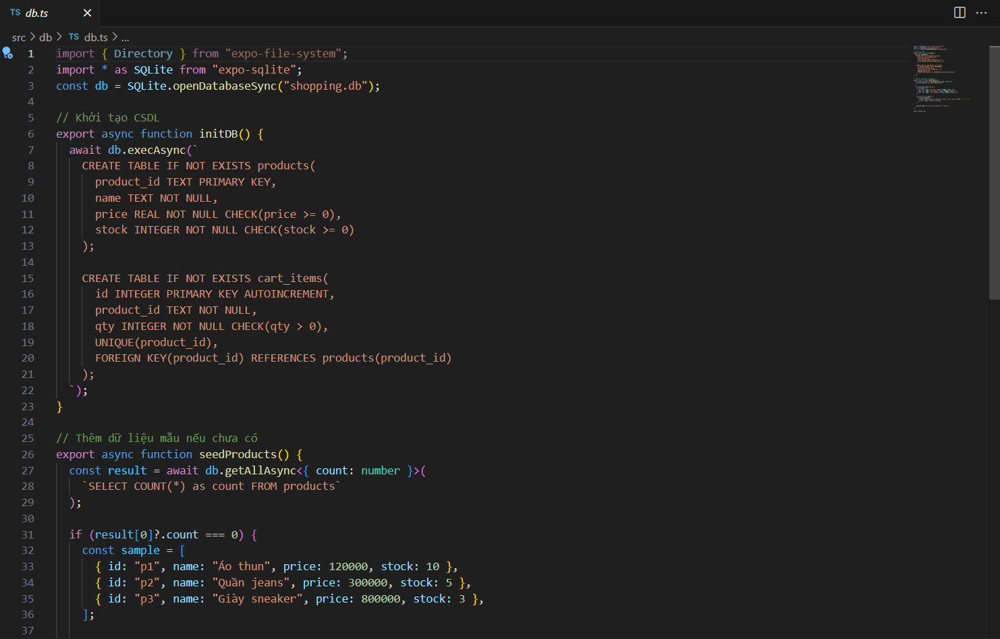 TS db.ts ×
src > db > TS db.ts > ...
1 import { Directory } from "expo-file-system";
2 import * as SQLite from "expo-sqlite";
3 const db = SQLite.openDatabaseSync("shopping.db");
4
5 // Khởi tạo CSDL
6 export async function initDB() {
7   await db.execAsync(`
8     CREATE TABLE IF NOT EXISTS products(
9       product_id TEXT PRIMARY KEY,
10       name TEXT NOT NULL,
11       price REAL NOT NULL CHECK(price >= 0),
12       stock INTEGER NOT NULL CHECK(stock >= 0)
13     );
14
15     CREATE TABLE IF NOT EXISTS cart_items(
16       id INTEGER PRIMARY KEY AUTOINCREMENT,
17       product_id TEXT NOT NULL,
18       qty INTEGER NOT NULL CHECK(qty > 0),
19       UNIQUE(product_id),
20       FOREIGN KEY(product_id) REFERENCES products(product_id)
21     );
22   `);
23 }
24
25 // Thêm dữ liệu mẫu nếu chưa có
26 export async function seedProducts() {
27   const result = await db.getAllAsync<{ count: number }>(
28     `SELECT COUNT(*) as count FROM products`
29   );
30
31   if (result[0]?.count === 0) {
32     const sample = [
33       { id: "p1", name: "Áo thun", price: 120000, stock: 10 },
34       { id: "p2", name: "Quần jeans", price: 300000, stock: 5 },
35       { id: "p3", name: "Giày sneaker", price: 800000, stock: 3 },
36     ];
37